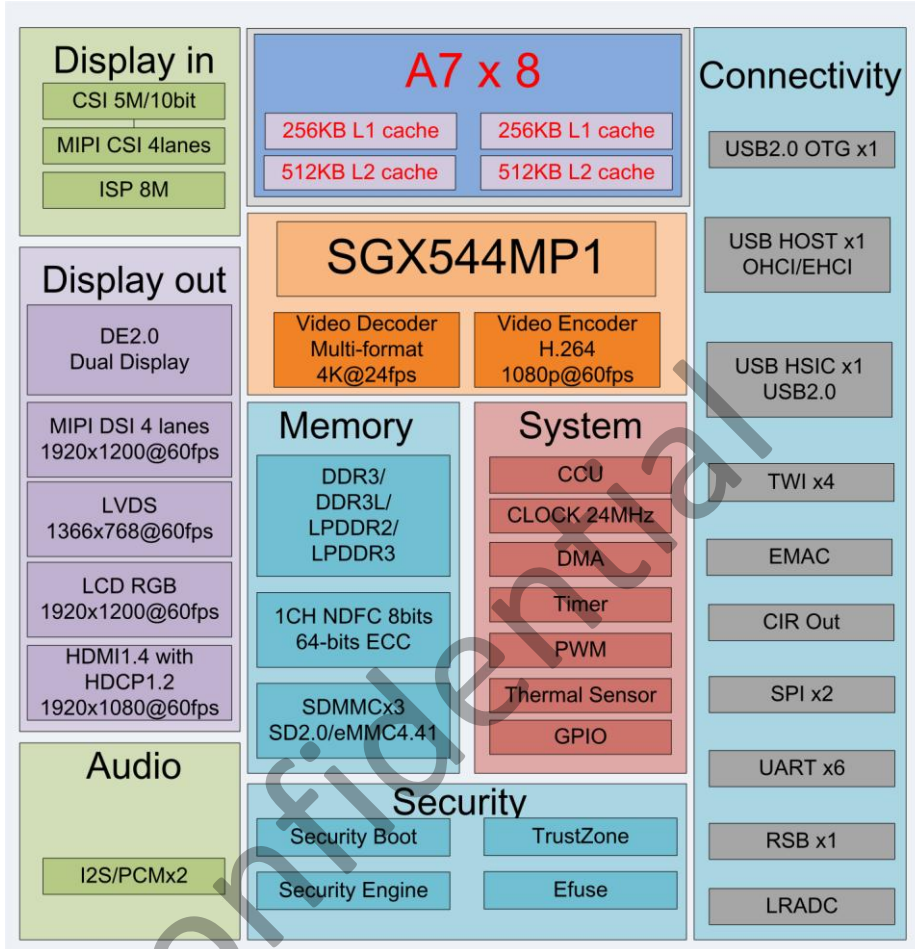 Display in
CSI 5M/10bit
MIPI CSI 4lanes
ISP 8M
Display out
DE2.0
Dual Display
MIPI DSI 4 lanes
1920x1200@60fps
LVDS
1366x768@60fps
LCD RGB
1920x1200@60fps
HDMI1.4 with
HDCP1.2
1920x1080@60fps
Audio
I2S/PCMx2
A7 x 8
256KB L1 cache
256KB L1 cache
512KB L2 cache
512KB L2 cache
SGX544MP1
Video Decoder
Multi-format
4K@24fps
Video Encoder
H.264
1080p@60fps
Memory
DDR3/
DDR3L/
LPDDR2/
LPDDR3
1CH NDFC 8bits
64-bits ECC
SDMMCx3
SD2.0/eMMC4.41
System
CCU
CLOCK 24MHz
DMA
Timer
PWM
Thermal Sensor
GPIO
Security
Security Boot
TrustZone
Security Engine
Efuse
Connectivity
USB2.0 OTG x1
USB HOST x1
OHCI/EHCI
USB HSIC x1
USB2.0
TWI x4
EMAC
CIR Out
SPI x2
UART x6
RSB x1
LRADC
onfidential